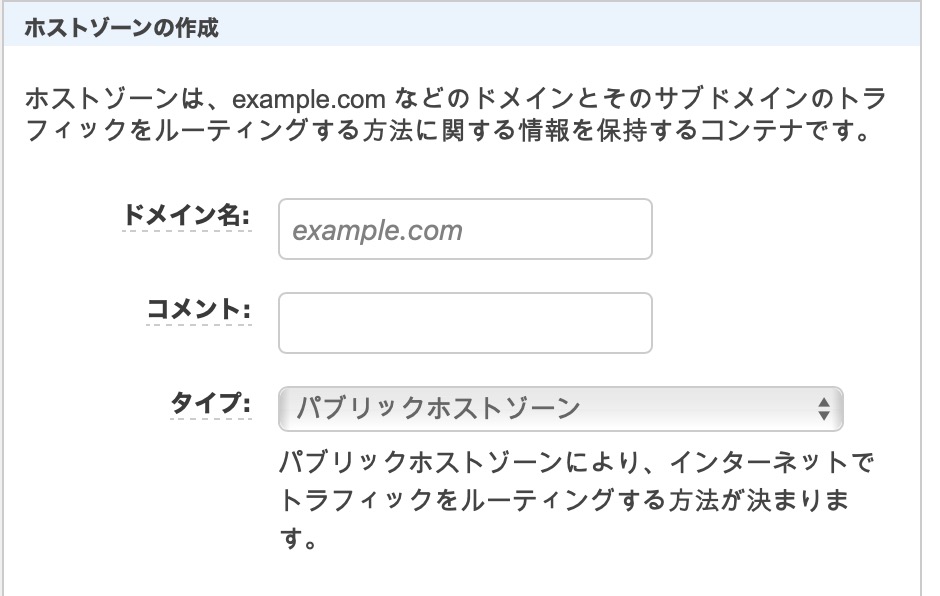 ホストゾーンの作成
ホストゾーンは、example.com などのドメインとそのサブドメインのトラ
フィックをルーティングする方法に関する情報を保持するコンテナです。
ドメイン名:
example.com
コメント:
タイプ:
パブリックホストゾーン
パブリックホストゾーンにより、インターネットで
トラフィックをルーティングする方法が決まりま
す。